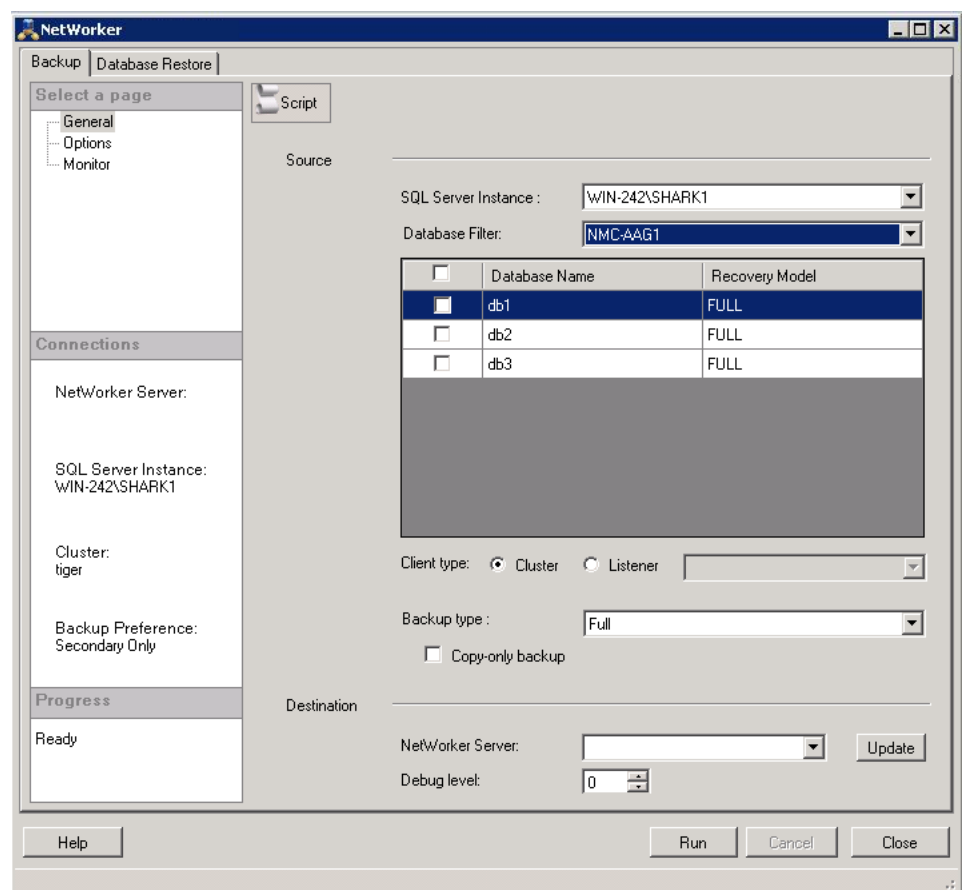 NetWorker
Backup Database Restore
Select a page
General
Options
Monitor
Script
Source
SQL Server Instance : WIN-242\SHARK1
Database Filter: NMC-AAG1
Database Name Recovery Model
db1 FULL
db2 FULL
db3 FULL
Connections
NetWorker Server:
SQL Server Instance:
WIN-242\SHARK1
Cluster:
tiger
Backup Preference:
Secondary Only
Client type: Cluster Listener
Backup type : Full
Copy-only backup
Progress
Ready
Destination
NetWorker Server: Update
Debug level: 0
Help Run Cancel Close